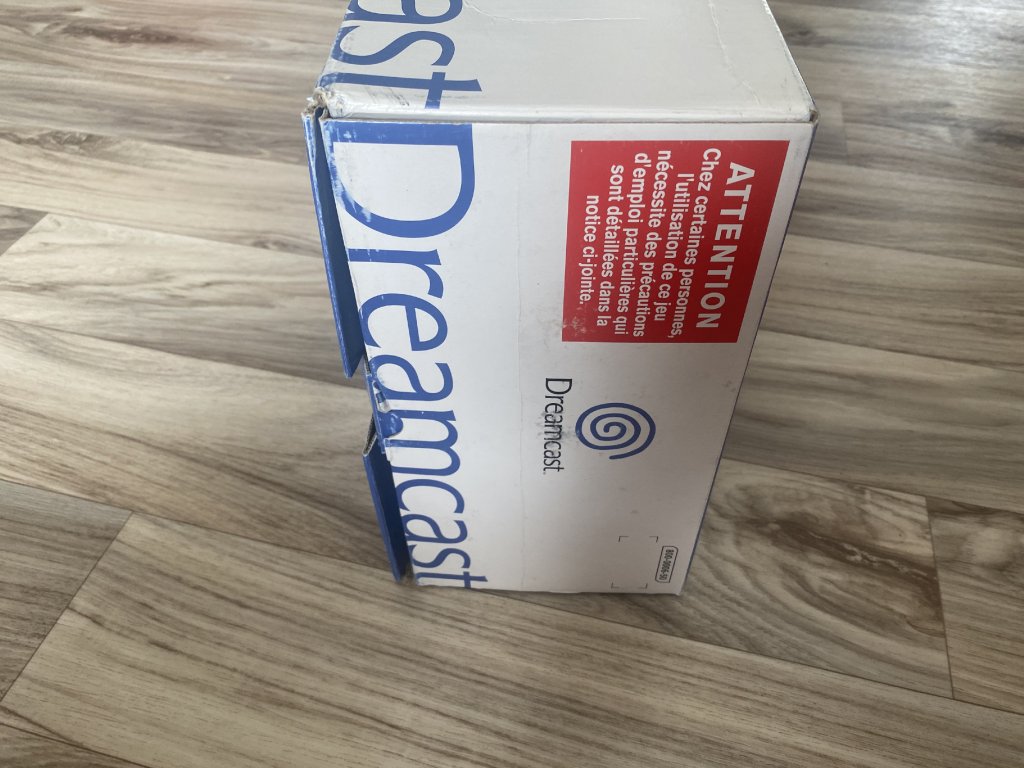 ast
Dreamcast
ATTENTION
Chez certaines personnes,
l'utilisation de ce jeu
nécessite des précautions
d'emploi particulières qui
sont détaillées dans la
notice ci-jointe.
Dreamcast.